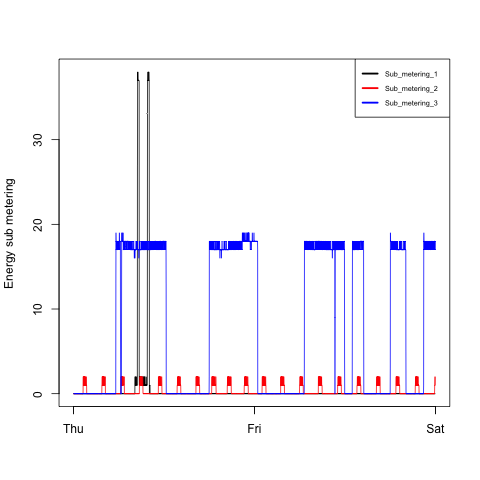 Sub_metering_1
Sub_metering_2
Sub_metering_3
Energy sub metering
30
20
10
0
Thu Fri Sat